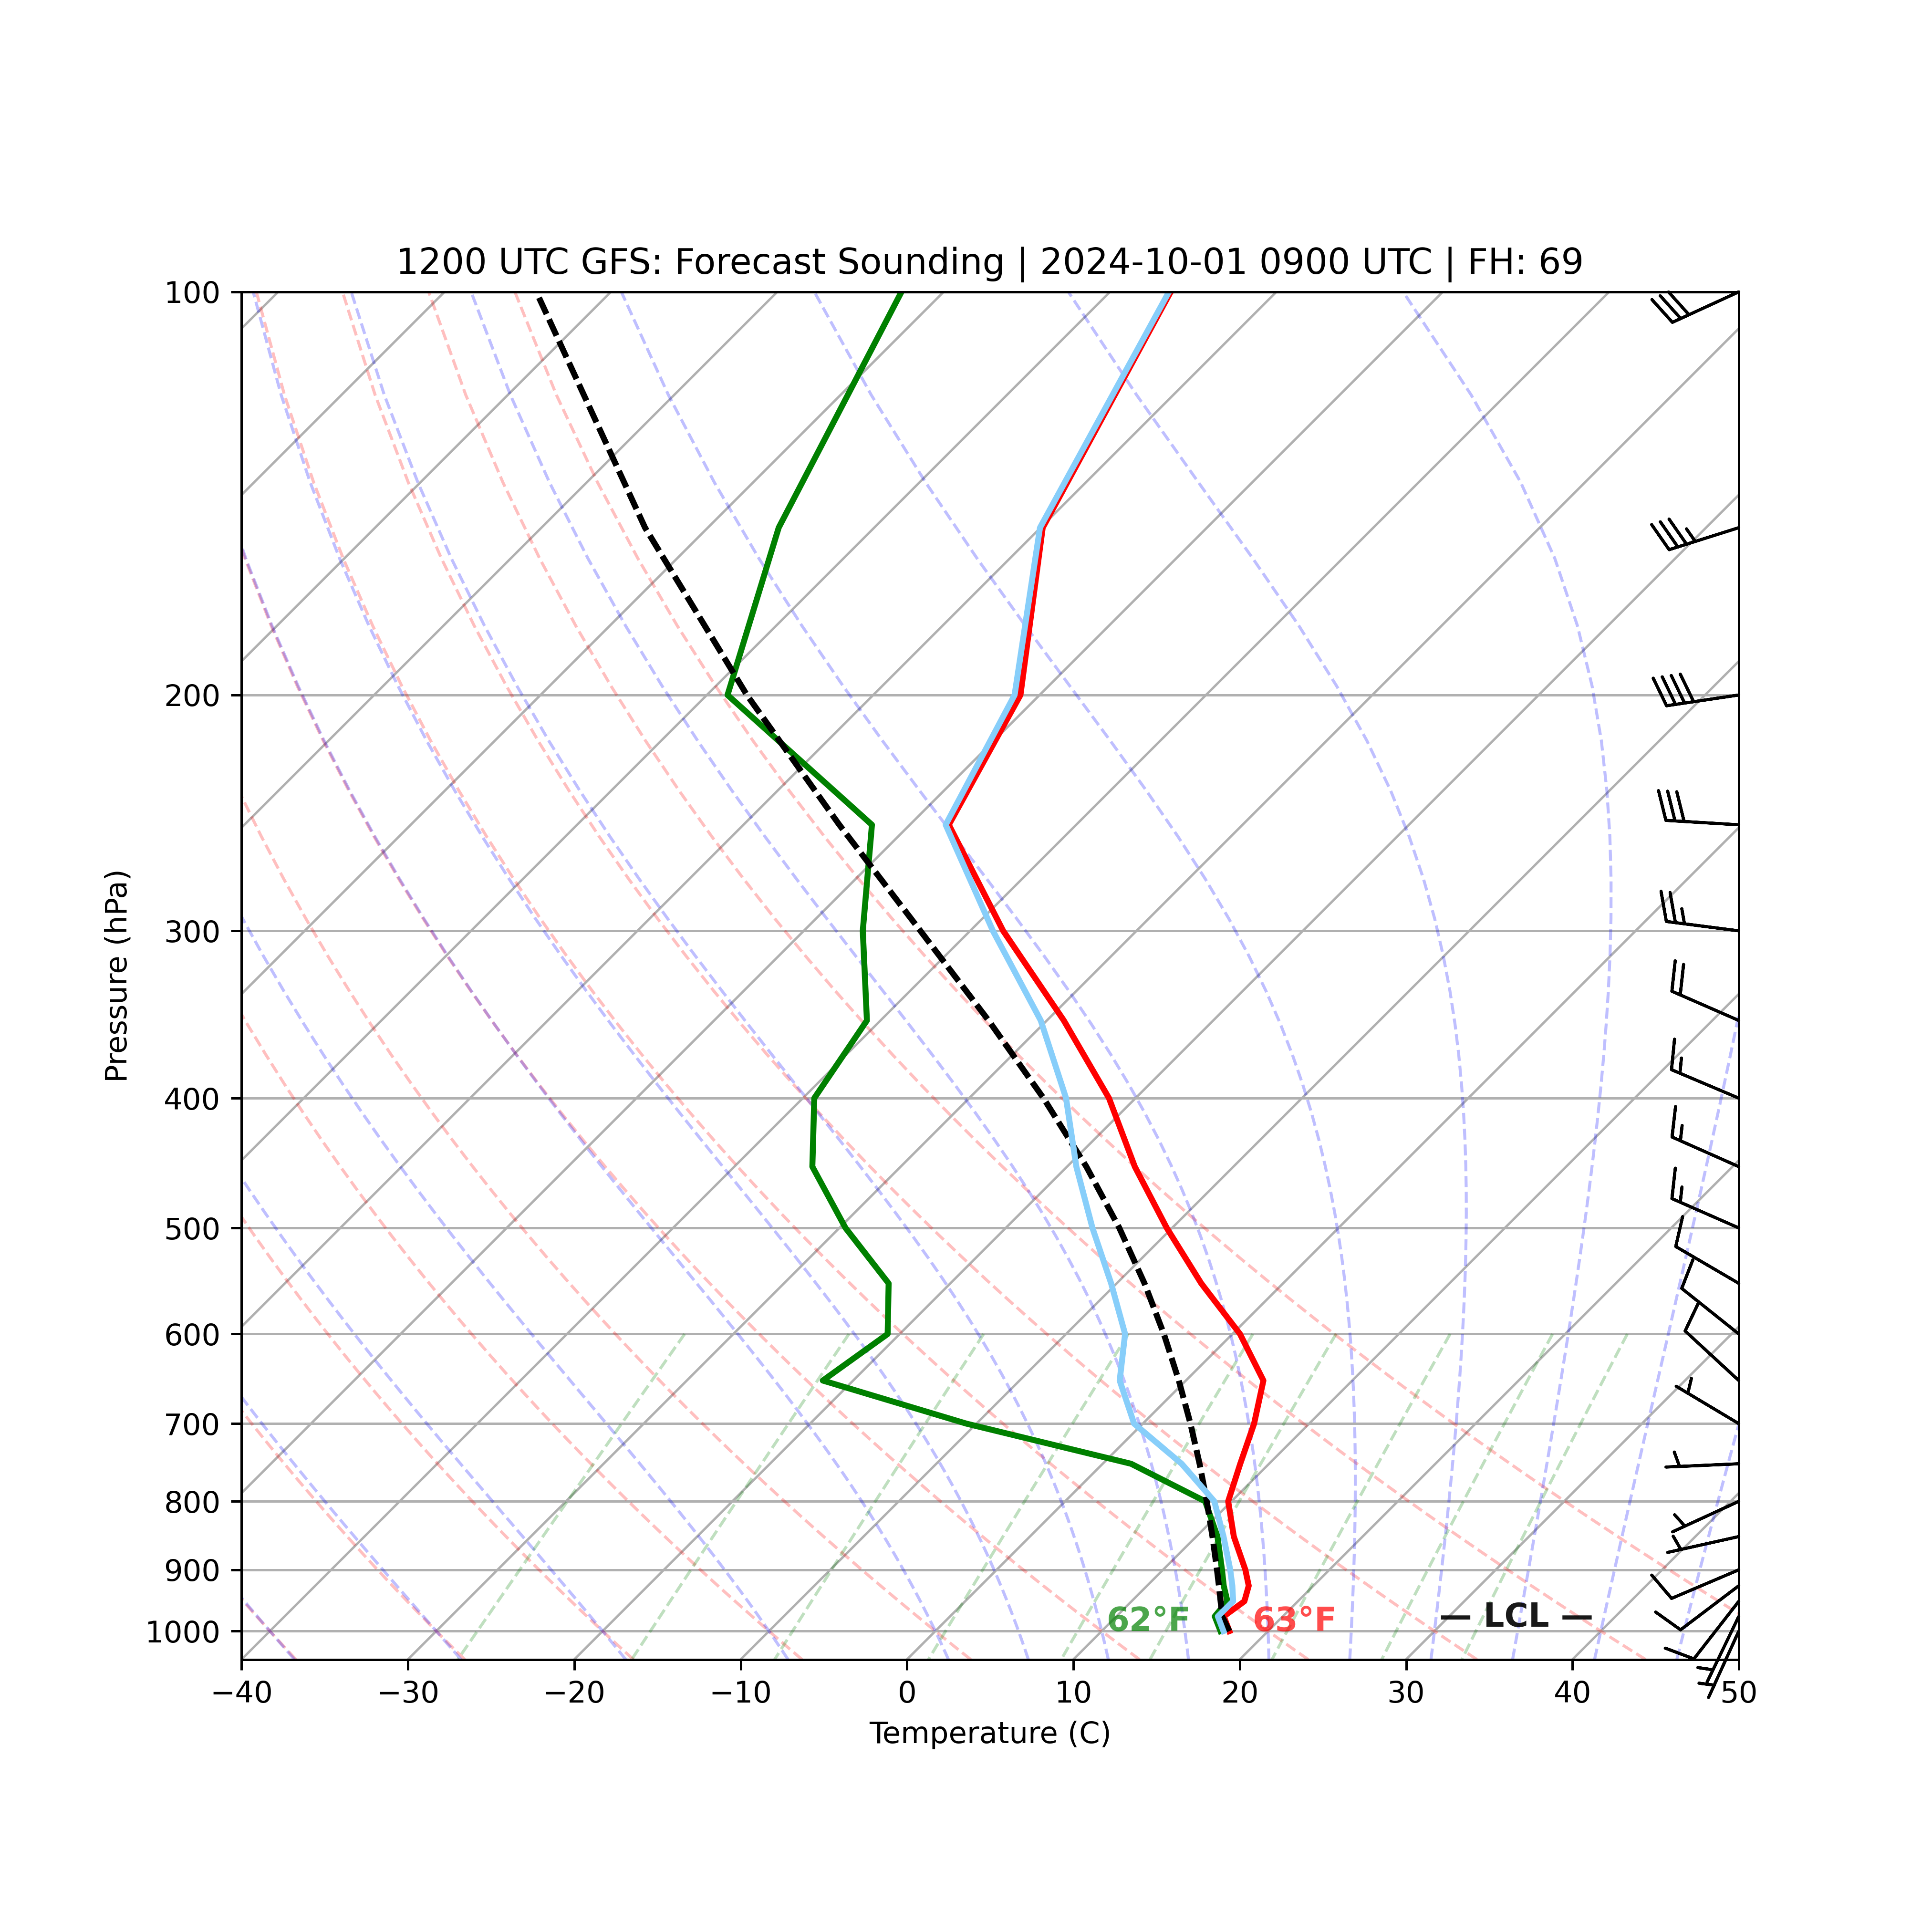 1200 UTC GFS: Forecast Sounding | 2024-10-01 0900 UTC | FH: 69
100
200
300
400
500
600
700
800
900
1000
Pressure (hPa)
62°F 63°F — LCL —
−40 −30 −20 −10 0 10 20 30 40 50
Temperature (C)